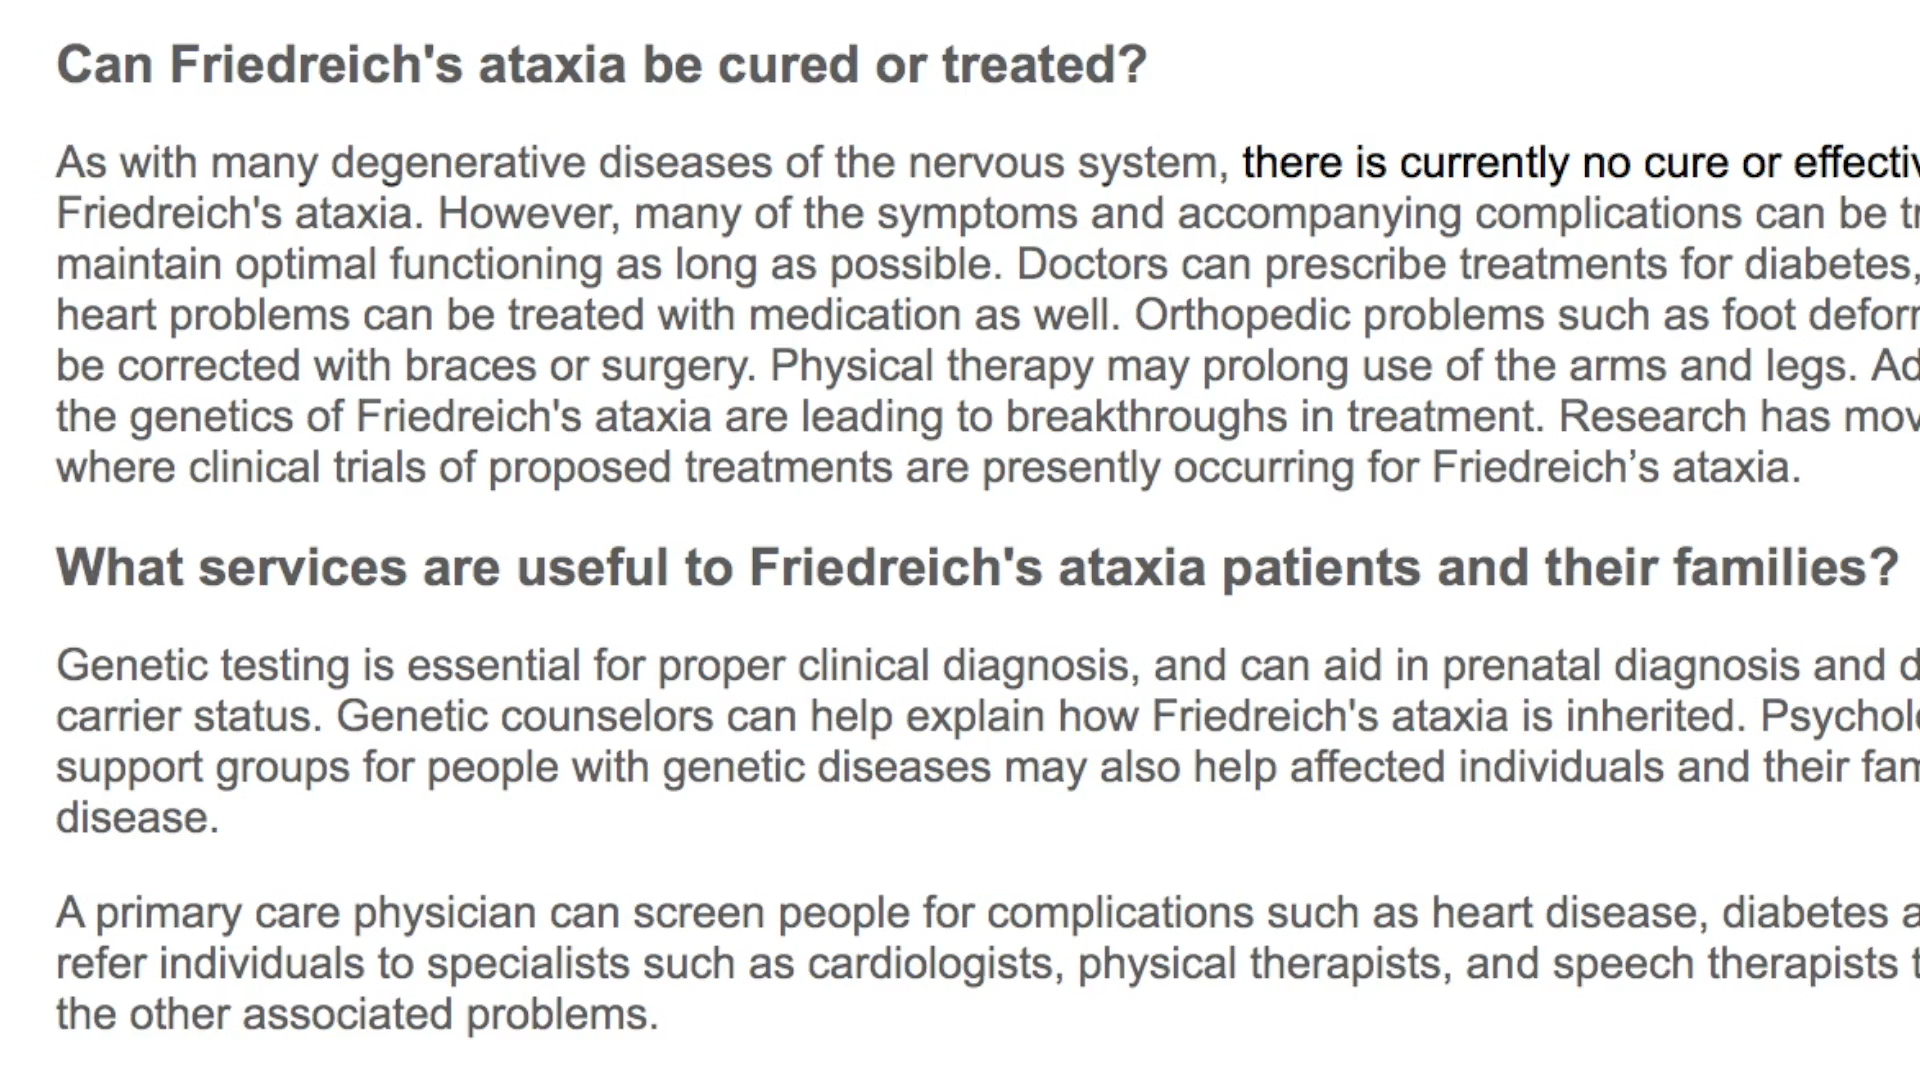 Can Friedreich's ataxia be cured or treated?
As with many degenerative diseases of the nervous system, there is currently no cure or
Friedreich's ataxia. However, many of the symptoms and accompanying complications can be
maintain optimal functioning as long as possible. Doctors can prescribe treatments for diabetes,
heart problems can be treated with medication as well. Orthopedic problems such as foot
be corrected with braces or surgery. Physical therapy may prolong use of the arms and legs.
the genetics of Friedreich's ataxia are leading to breakthroughs in treatment. Research has
where clinical trials of proposed treatments are presently occurring for Friedreich’s ataxia.
What services are useful to Friedreich's ataxia patients and their families?
Genetic testing is essential for proper clinical diagnosis, and can aid in prenatal diagnosis and
carrier status. Genetic counselors can help explain how Friedreich's ataxia is inherited.
support groups for people with genetic diseases may also help affected individuals and their
disease.
A primary care physician can screen people for complications such as heart disease, diabetes
refer individuals to specialists such as cardiologists, physical therapists, and speech therapists
the other associated problems.